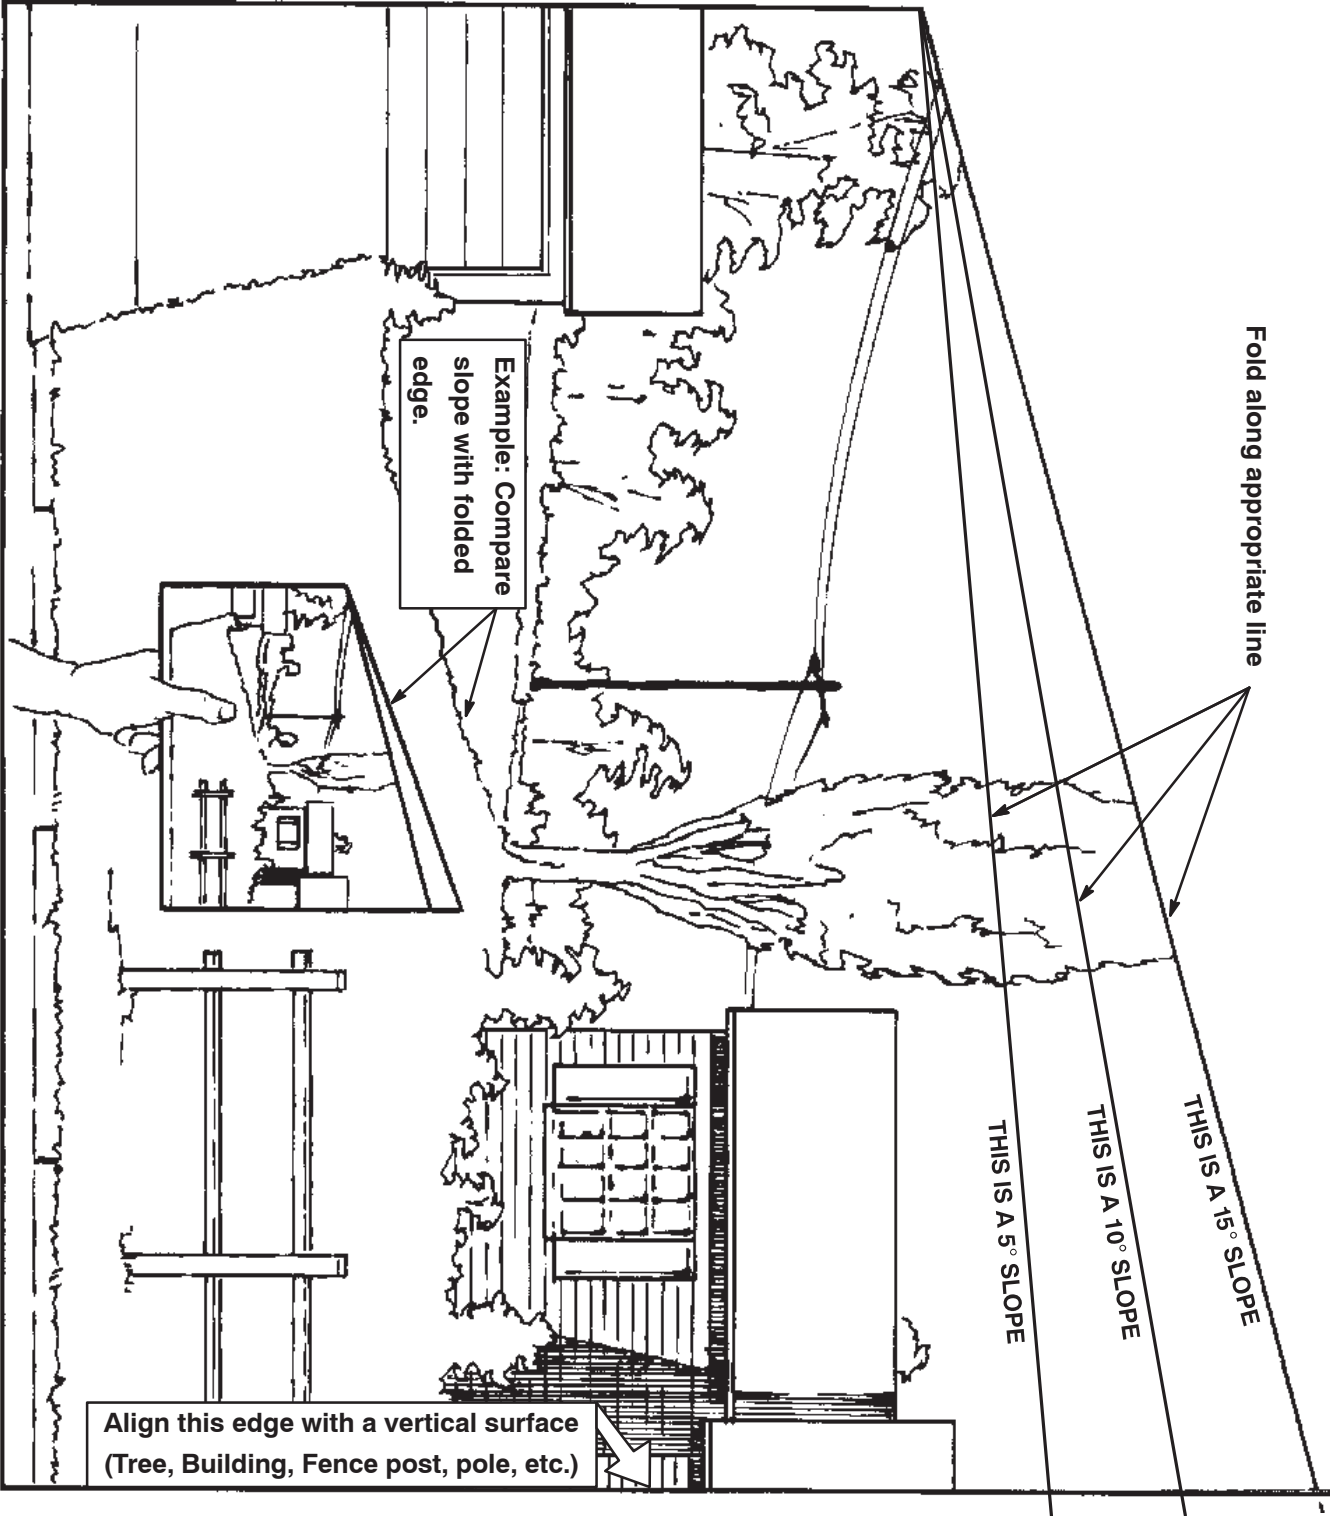 Fold along appropriate line
THIS IS A 15° SLOPE
THIS IS A 10° SLOPE
THIS IS A 5° SLOPE
Example: Compare
slope with folded
edge.
Align this edge with a vertical surface
(Tree, Building, Fence post, pole, etc.)